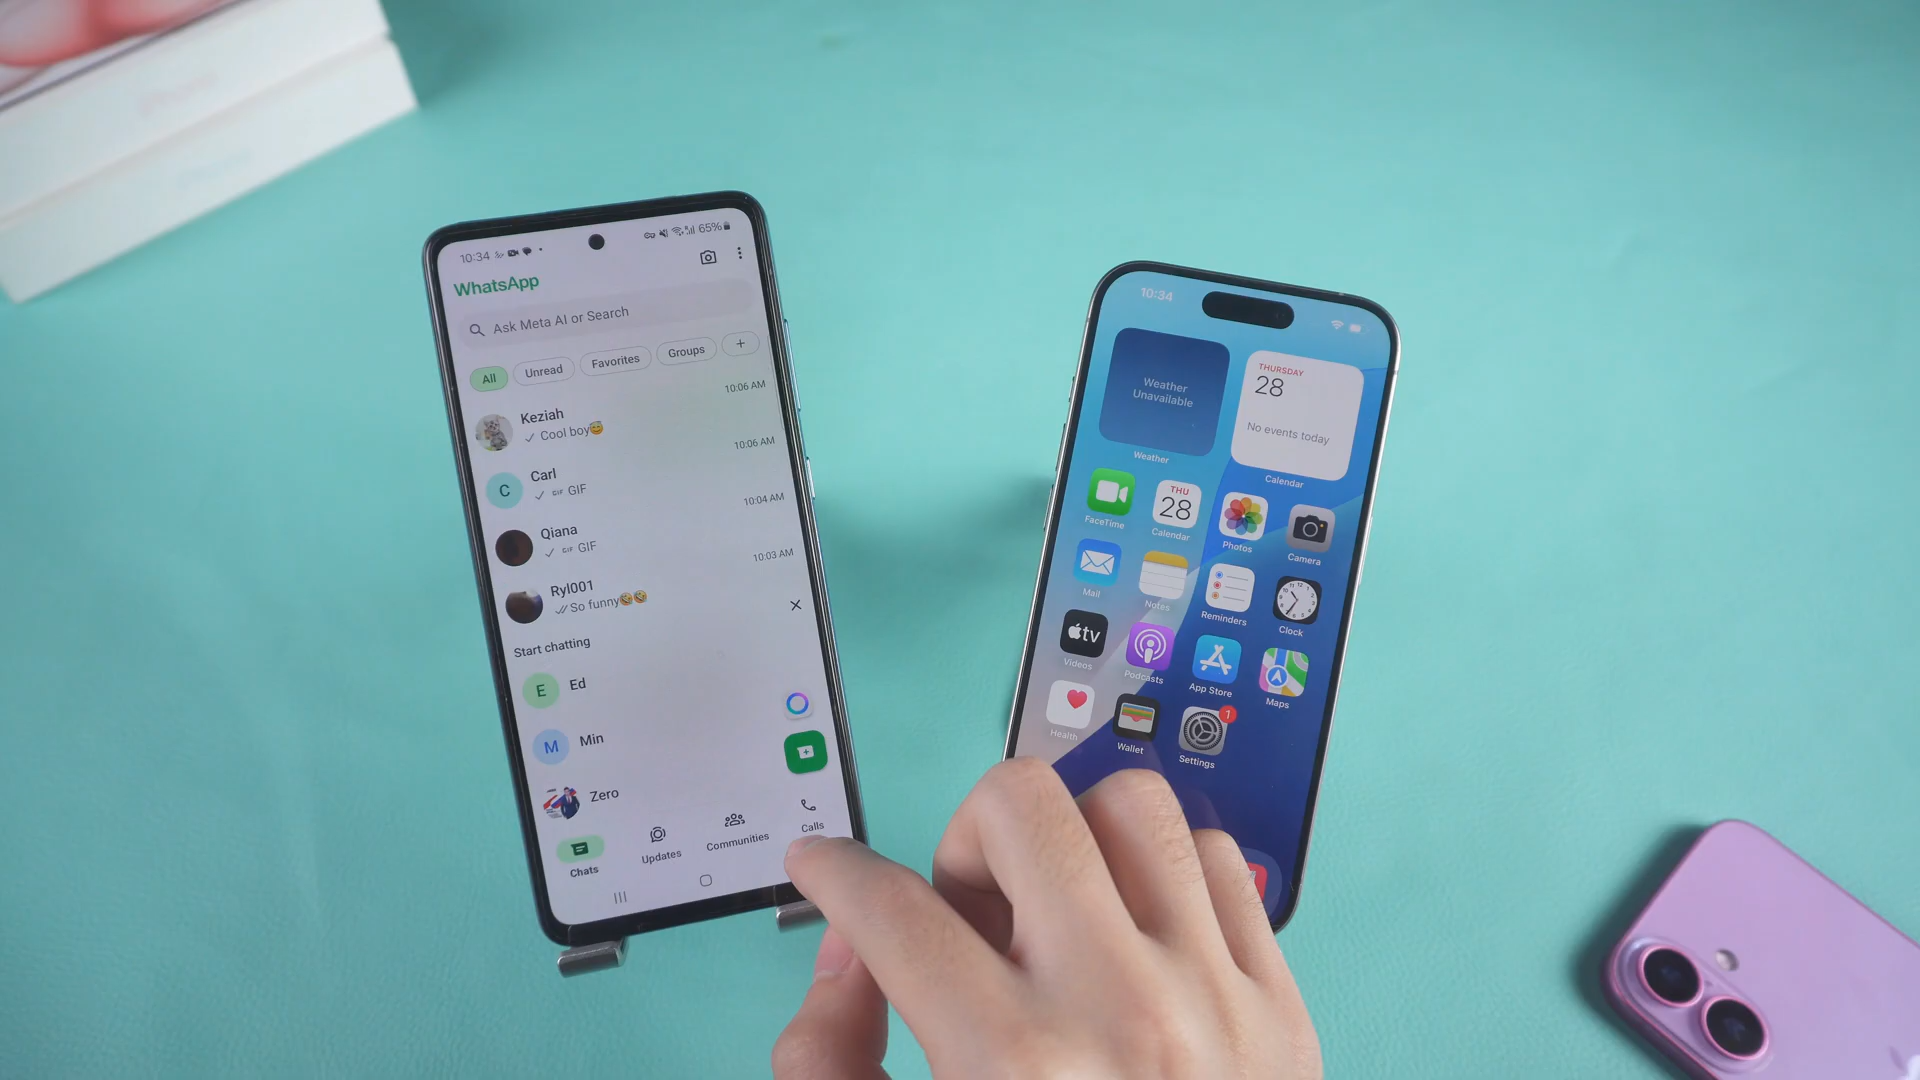 10:34
65%
WhatsApp
Ask Meta AI or Search
All
Unread
Favorites
Groups
+
10:06 AM
Keziah
Cool boy😅
10:06 AM
Carl
GIF GIF
10:04 AM
Qiana
GIF GIF
10:03 AM
Ryl001
So funny🤣🤣
Start chatting
E
Ed
M
Min
Zero
Chats
Updates
Communities
Calls
C
10:34
Weather
Unavailable
Weather
THURSDAY
28
No events today
Calendar
FaceTime
THU
28
Calendar
Photos
Camera
Mail
Notes
Reminders
Clock
tv
Videos
Podcasts
App Store
Maps
Health
Wallet
1
Settings